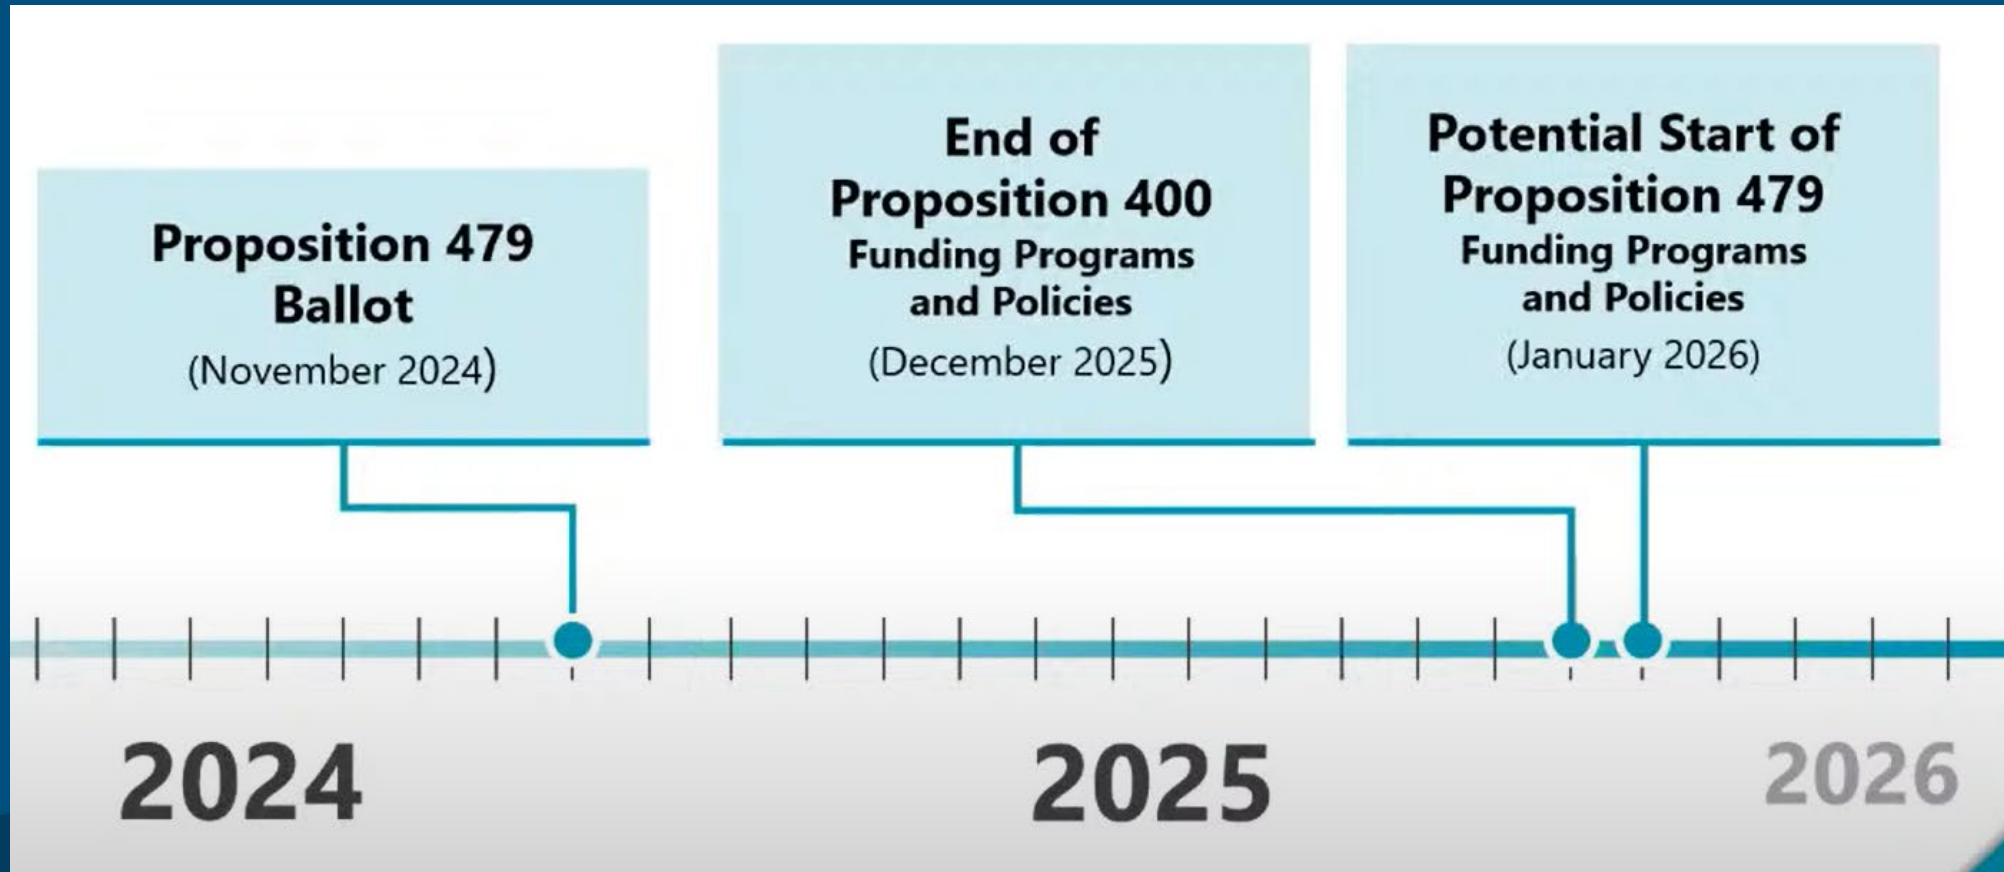 Proposition 479
Ballot
(November 2024)
End of
Proposition 400
Funding Programs
and Policies
(December 2025)
Potential Start of
Proposition 479
Funding Programs
and Policies
(January 2026)
2024
2025
2026